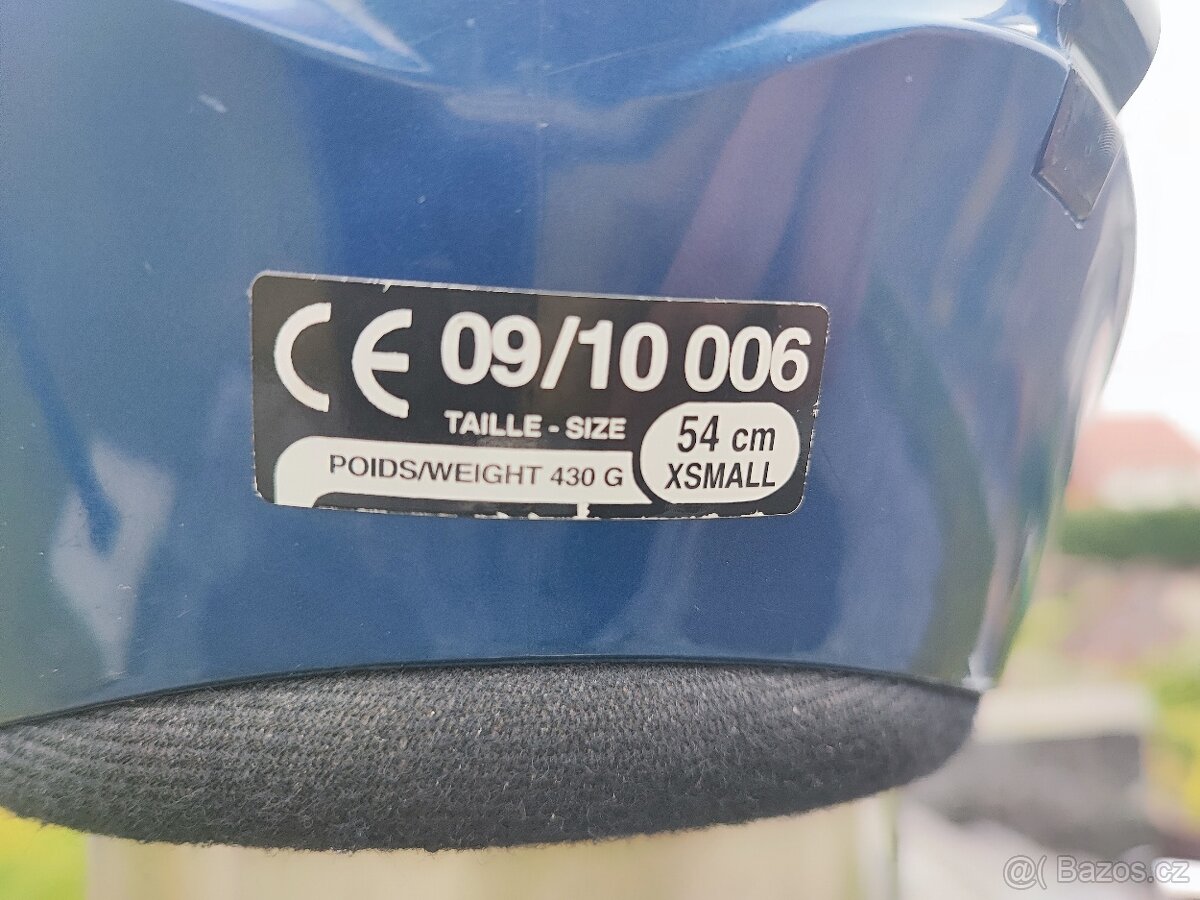 CE 09/10 006
TAILLE - SIZE
54 cm
XSMALL
POIDS/WEIGHT 430 G
@( Bazos.cz